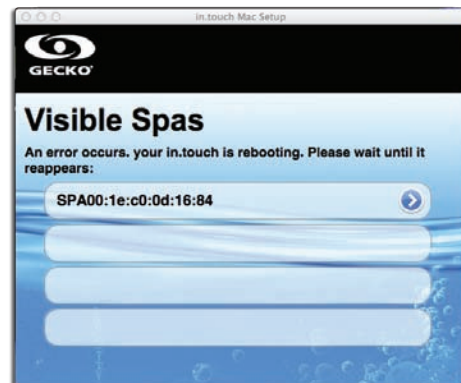 in.touch Mac Setup
GECKO
Visible Spas
An error occurs. your in.touch is rebooting. Please wait until it
reappears:
SPA00:1e:c0:0d:16:84